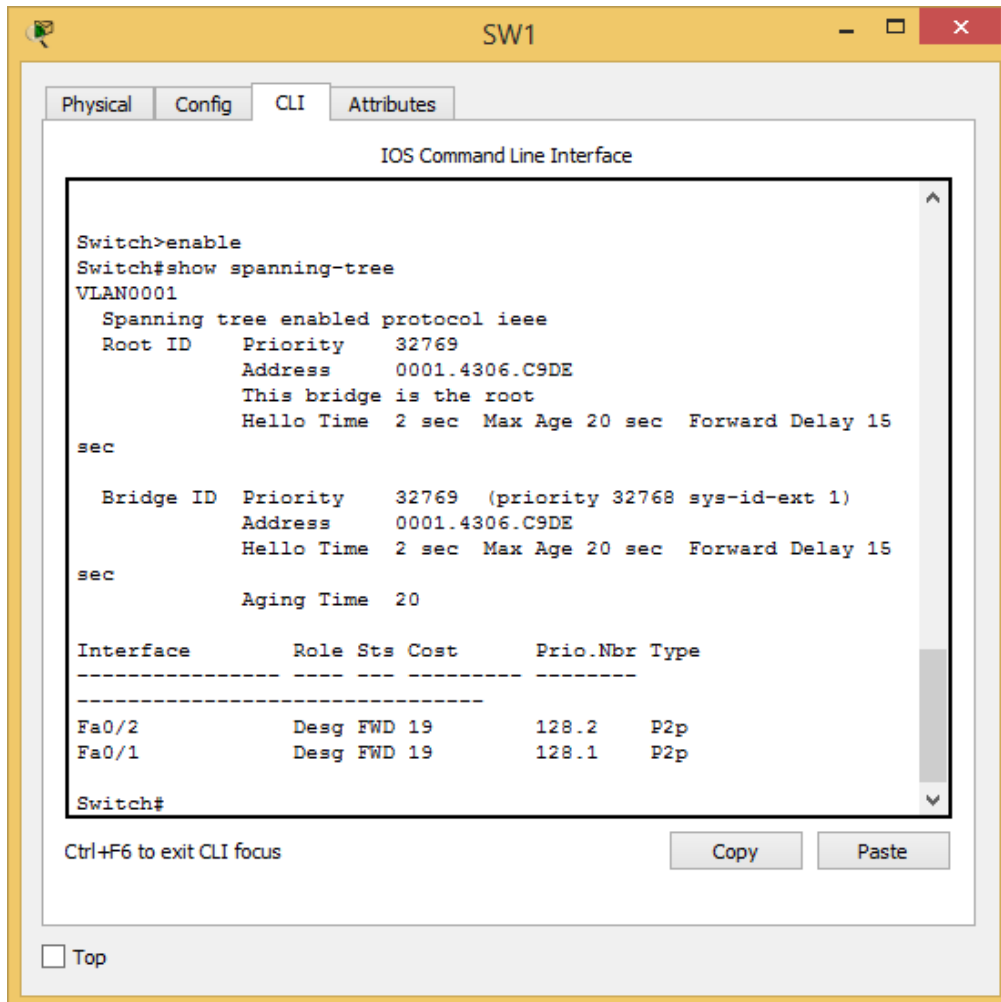 SW1
Physical Config CLI Attributes
IOS Command Line Interface
Switch>enable
Switch#show spanning-tree
VLAN0001
  Spanning tree enabled protocol ieee
  Root ID    Priority    32769
             Address     0001.4306.C9DE
             This bridge is the root
             Hello Time  2 sec  Max Age 20 sec  Forward Delay 15
sec
  Bridge ID  Priority    32769  (priority 32768 sys-id-ext 1)
             Address     0001.4306.C9DE
             Hello Time  2 sec  Max Age 20 sec  Forward Delay 15
sec
             Aging Time  20
Interface        Role Sts Cost      Prio.Nbr Type
---------------- ---- --- --------- --------
--------------------------------
Fa0/2            Desg FWD 19        128.2    P2p
Fa0/1            Desg FWD 19        128.1    P2p
Switch#
Ctrl+F6 to exit CLI focus
Copy Paste
Top